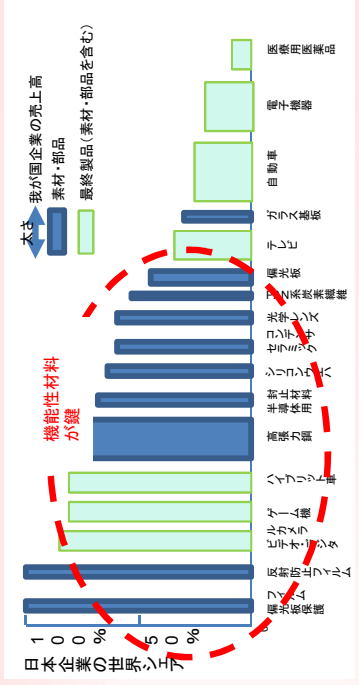 太さ
我が国企業の売上高
素材・部品
最終製品(素材・部品を含む)
機能性材料
が鍵
日本企業の世界シェア
100%
50%
0
偏光板保護
フィルム
反射防止フィルム
ビデオ・デジタ
ルカメラ
ゲーム機
ハイブリッド車
高張力鋼
半導体用
封止材料
シリコンウエハ
セラミック
コンデンサ
光学レンズ
PAN系炭素繊維
偏光板
テレビ
ガラス基板
自動車
電子機器
医療用医薬品